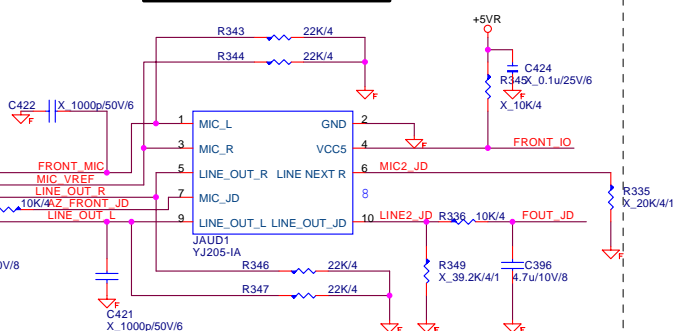 +5VR
R343 22K/4
R344 22K/4
C424
R345 X_0.1u/25V/6
X_10K/4
F
F
C422 X_1000p/50V/6
F
1 MIC_L GND 2
F
3 MIC_R VCC5 4 FRONT_IO
FRONT_MIC
5 LINE_OUT_R LINE NEXT R 6 MIC2_JD
MIC_VREF
LINE_OUT_R
7 MIC_JD 8
R335
X_20K/4/1
10K/4 AZ_FRONT_JD
LINE_OUT_L
9 LINE_OUT_L LINE_OUT_JD 10 LINE2_JD R336 10K/4 FOUT_JD
JAUD1
YJ205-IA
F
0V/8
R346 22K/4
R349
X_39.2K/4/1
C396
4.7u/10V/8
R347 22K/4
F
C421
X_1000p/50V/6
F
F
F